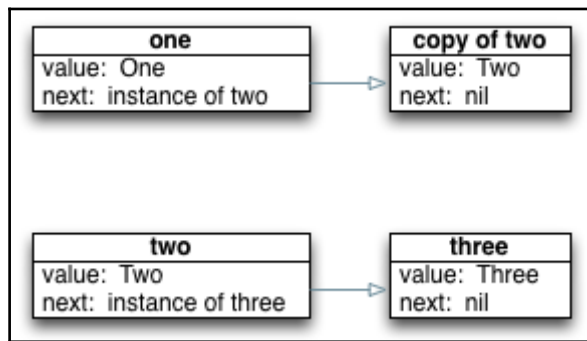 one
value: One
next: instance of two
copy of two
value: Two
next: nil
two
value: Two
next: instance of three
three
value: Three
next: nil